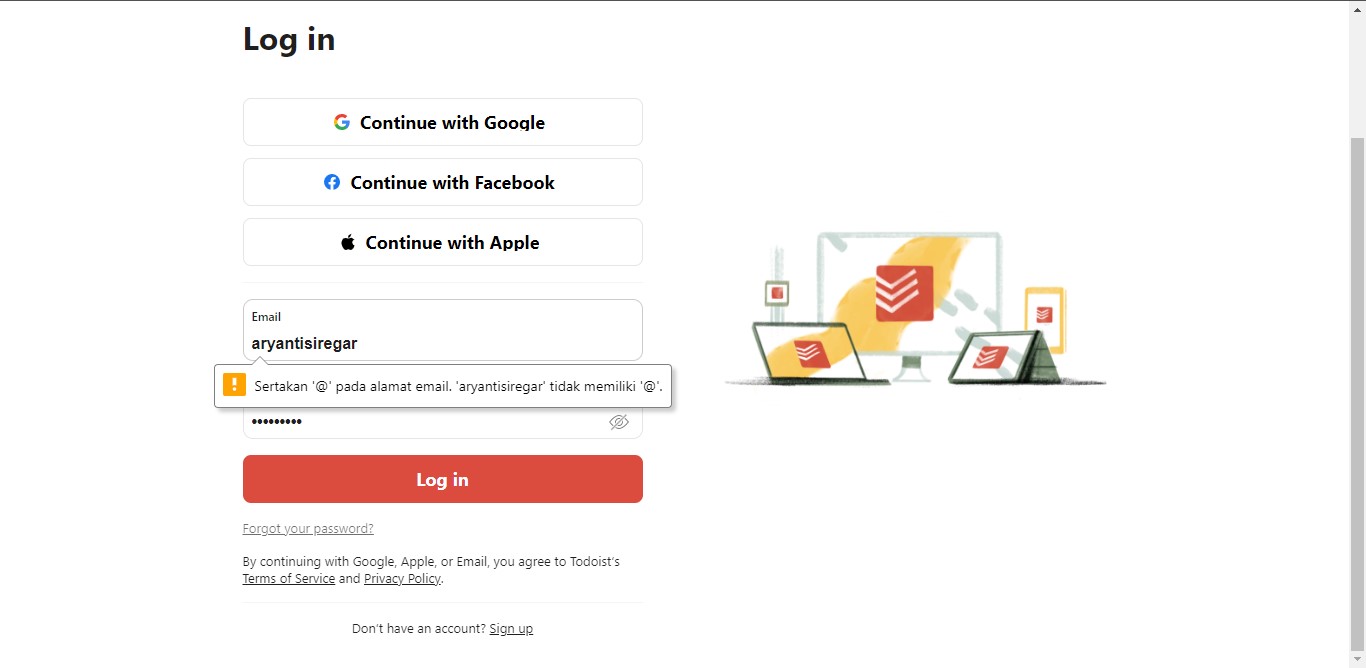 Log in
Continue with Google
Continue with Facebook
Continue with Apple
Email
aryantisiregar
Sertakan '@' pada alamat email. 'aryantisiregar' tidak memiliki '@'.
•••••••••
Log in
Forgot your password?
By continuing with Google, Apple, or Email, you agree to Todoist's
Terms of Service and Privacy Policy.
Don't have an account? Sign up